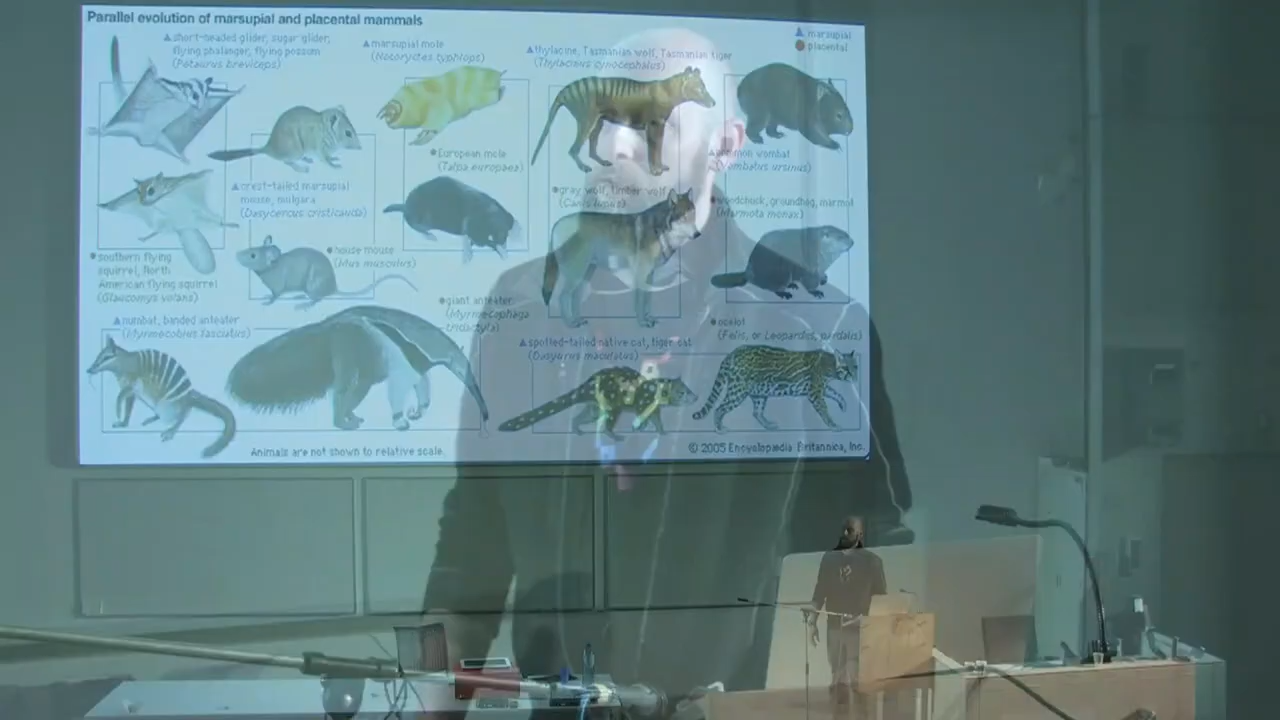 Parallel evolution of marsupial and placental mammals
▲ marsupial
● placental
▲short-headed glider, sugar glider,
flying phalanger, flying possum
(Petaurus breviceps)
▲marsupial mole
(Notoryctes typhlops)
▲thylacine, Tasmanian wolf, Tasmanian tiger
(Thylacinus cynocephalus)
●European mole
(Talpa europaea)
▲common wombat
(Vombatus ursinus)
▲crest-tailed marsupial
mouse, mulgara
(Dasycercus cristicauda)
●gray wolf, timber wolf
(Canis lupus)
●woodchuck, groundhog, marmot
(Marmota monax)
●house mouse
(Mus musculus)
●southern flying
squirrel, North
American flying squirrel
(Glaucomys volans)
●giant anteater
(Myrmecophaga
tridactyla)
▲numbat, banded anteater
(Myrmecobius fasciatus)
●ocelot
(Felis, or Leopardus, pardalis)
▲spotted-tailed native cat, tiger cat
(Dasyurus maculatus)
Animals are not shown to relative scale.
© 2005 Encyclopædia Britannica, Inc.